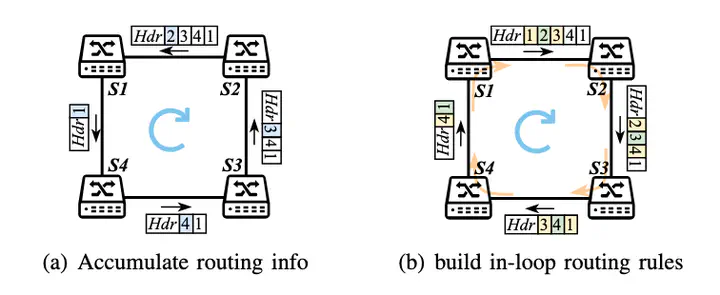 Hdr 2 3 4 1
S1
S2
Hdr 1
Hdr 3 4 1
S4
S3
Hdr 4 1
(a) Accumulate routing info
Hdr 1 2 3 4 1
S1
S2
Hdr 4 1
Hdr 2 3 4 1
S4
S3
Hdr 3 4 1
(b) build in-loop routing rules